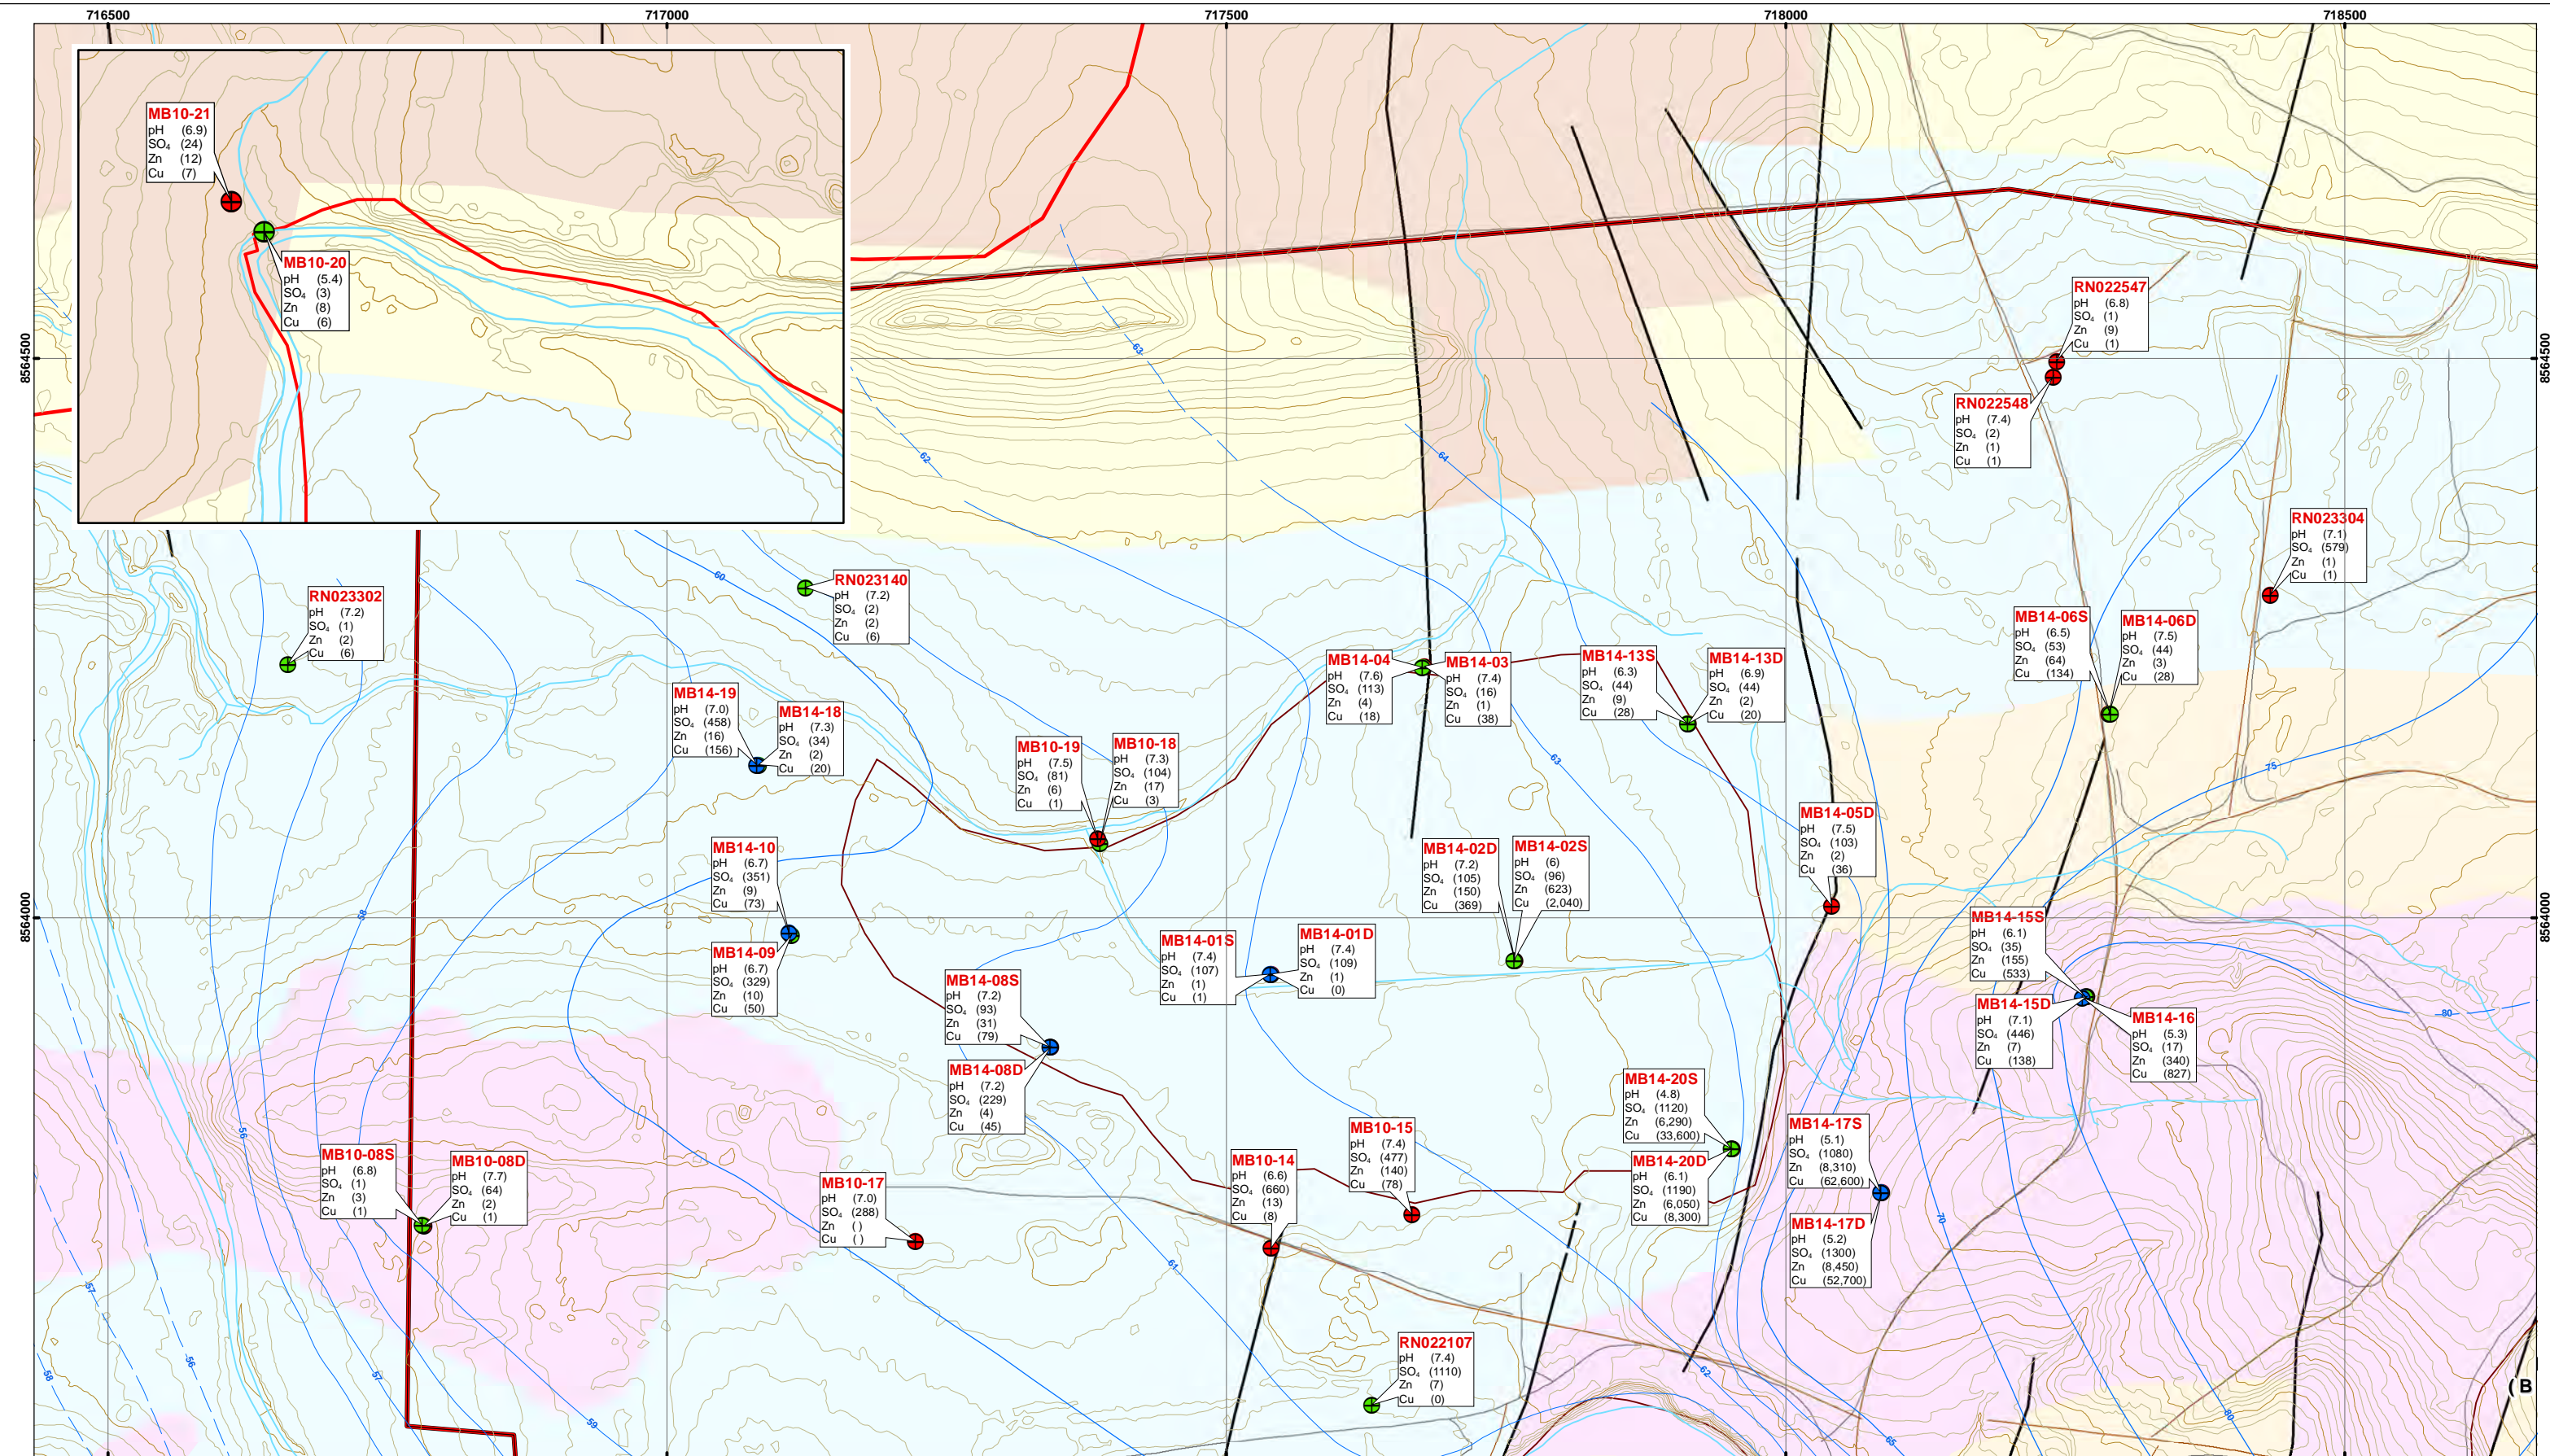 716500
717000
717500
718000
718500
8564500
8564500
8564000
8564000
MB10-21
pH (6.9)
SO₄ (24)
Zn (12)
Cu (7)
MB10-20
pH (5.4)
SO₄ (3)
Zn (8)
Cu (6)
RN022547
pH (6.8)
SO₄ (1)
Zn (9)
Cu (1)
RN022548
pH (7.4)
SO₄ (2)
Zn (1)
Cu (1)
RN023304
pH (7.1)
SO₄ (579)
Zn (1)
Cu (1)
RN023302
pH (7.2)
SO₄ (1)
Zn (2)
Cu (6)
RN023140
pH (7.2)
SO₄ (2)
Zn (2)
Cu (6)
MB14-06S
pH (6.5)
SO₄ (53)
Zn (64)
Cu (134)
MB14-06D
pH (7.5)
SO₄ (44)
Zn (3)
Cu (28)
MB14-04
pH (7.6)
SO₄ (113)
Zn (4)
Cu (18)
MB14-03
pH (7.4)
SO₄ (16)
Zn (1)
Cu (38)
MB14-13S
pH (6.3)
SO₄ (44)
Zn (9)
Cu (28)
MB14-13D
pH (6.9)
SO₄ (44)
Zn (2)
Cu (20)
MB14-19
pH (7.0)
SO₄ (458)
Zn (16)
Cu (156)
MB14-18
pH (7.3)
SO₄ (34)
Zn (2)
Cu (20)
MB10-19
pH (7.5)
SO₄ (81)
Zn (6)
Cu (1)
MB10-18
pH (7.3)
SO₄ (104)
Zn (17)
Cu (3)
MB14-05D
pH (7.5)
SO₄ (103)
Zn (2)
Cu (36)
MB14-10
pH (6.7)
SO₄ (351)
Zn (9)
Cu (73)
MB14-02D
pH (7.2)
SO₄ (105)
Zn (150)
Cu (369)
MB14-02S
pH (6)
SO₄ (96)
Zn (623)
Cu (2,040)
MB14-09
pH (6.7)
SO₄ (329)
Zn (10)
Cu (50)
MB14-01S
pH (7.4)
SO₄ (107)
Zn (1)
Cu (1)
MB14-01D
pH (7.4)
SO₄ (109)
Zn (1)
Cu (0)
MB14-15S
pH (6.1)
SO₄ (35)
Zn (155)
Cu (533)
MB14-15D
pH (7.1)
SO₄ (446)
Zn (7)
Cu (138)
MB14-16
pH (5.3)
SO₄ (17)
Zn (340)
Cu (827)
MB14-08S
pH (7.2)
SO₄ (93)
Zn (31)
Cu (79)
MB14-08D
pH (7.2)
SO₄ (229)
Zn (4)
Cu (45)
MB14-20S
pH (4.8)
SO₄ (1120)
Zn (6,290)
Cu (33,600)
MB14-20D
pH (6.1)
SO₄ (1190)
Zn (6,050)
Cu (8,300)
MB14-17S
pH (5.1)
SO₄ (1080)
Zn (8,310)
Cu (62,600)
MB14-17D
pH (5.2)
SO₄ (1300)
Zn (8,450)
Cu (52,700)
MB10-15
pH (7.4)
SO₄ (477)
Zn (140)
Cu (78)
MB10-14
pH (6.6)
SO₄ (660)
Zn (13)
Cu (8)
MB10-08S
pH (6.8)
SO₄ (1)
Zn (3)
Cu (1)
MB10-08D
pH (7.7)
SO₄ (64)
Zn (2)
Cu (1)
MB10-17
pH (7.0)
SO₄ (288)
Zn ( )
Cu ( )
RN022107
pH (7.4)
SO₄ (1110)
Zn (7)
Cu (0)
63
62
64
60
63
75
58
80
56
70
61
57
56
58
57
59
62
65
80
(B